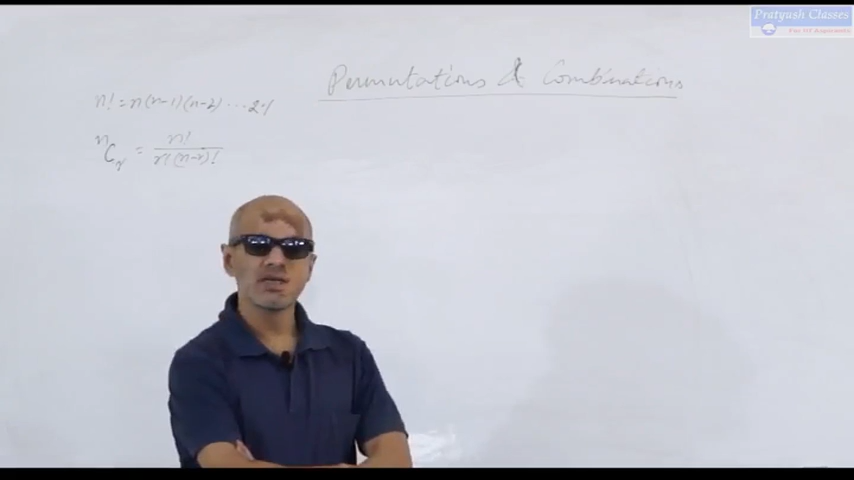 Pratyush Classes
For IIT Aspirants
Permutations & Combinations
n! = n(n-1)(n-2) ... 2.1
ⁿCᵣ = n! / r!(n-r)!